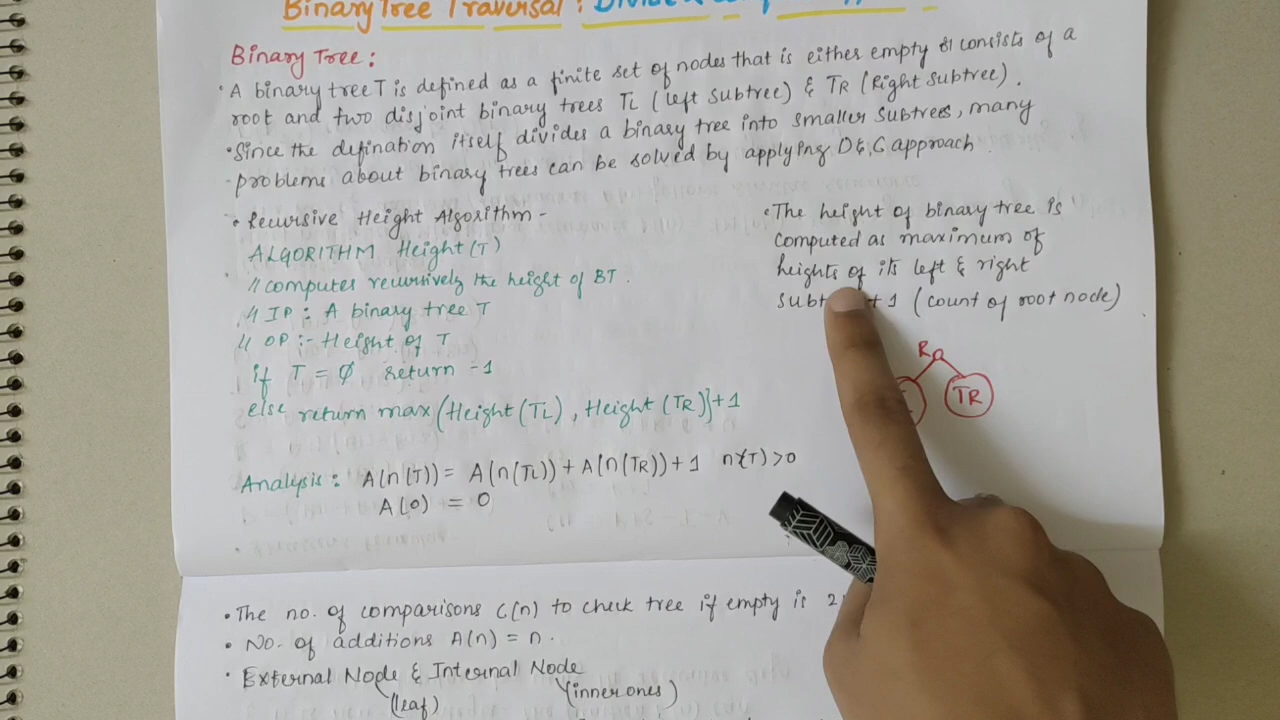 Binary Tree Traversal :
Binary Tree :
• A binary tree T is defined as a finite set of nodes that is either empty or consists of a
root and two disjoint binary trees TL (left subtree) & TR (Right subtree) .
• Since the defination itself divides a binary tree into smaller subtrees, many
- problems about binary trees can be solved by applying D & C approach .
• Recursive Height Algorithm -
ALGORITHM Height (T)
// computes recursively the height of BT .
// IP : A binary tree T
// OP :- Height of T
if T = ∅ return -1
else return max (Height (TL) , Height (TR)} + 1
• The height of binary tree is
computed as maximum of
heights of its left & right
+ 1 (count of root node)
R
TR
Analysis : A(n(T)) = A(n(TL)) + A(n(TR)) + 1 n(T) > 0
A(0) = 0
• The no. of comparisons C(n) to check tree if empty is
• No. of additions A(n) = n .
• External Node & Internal Node
(leaf) (inner ones)